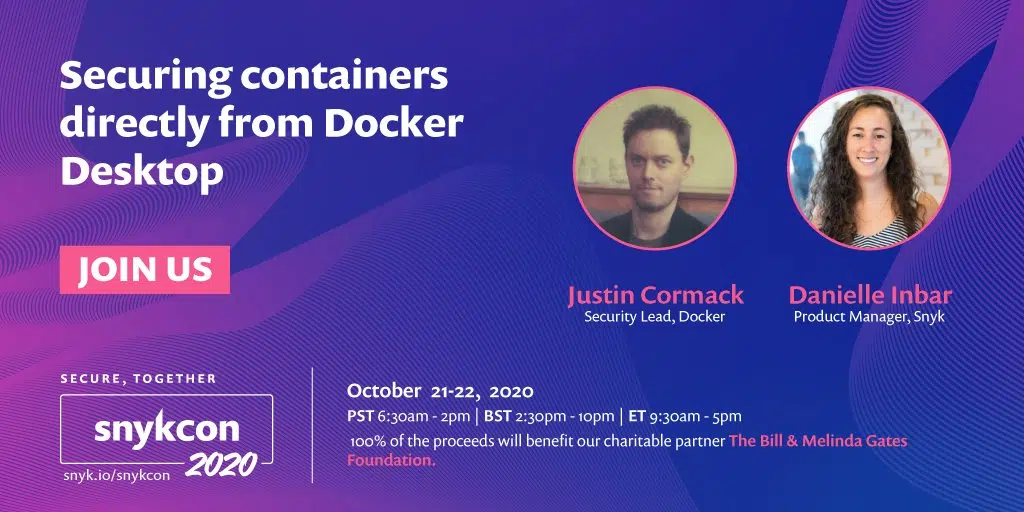 Securing containers
directly from Docker
Desktop
JOIN US
Justin Cormack
Security Lead, Docker
Danielle Inbar
Product Manager, Snyk
SECURE, TOGETHER
snykcon
2020
snyk.io/snykcon
October 21-22, 2020
PST 6:30am - 2pm | BST 2:30pm - 10pm | ET 9:30am - 5pm
100% of the proceeds will benefit our charitable partner The Bill & Melinda Gates
Foundation.